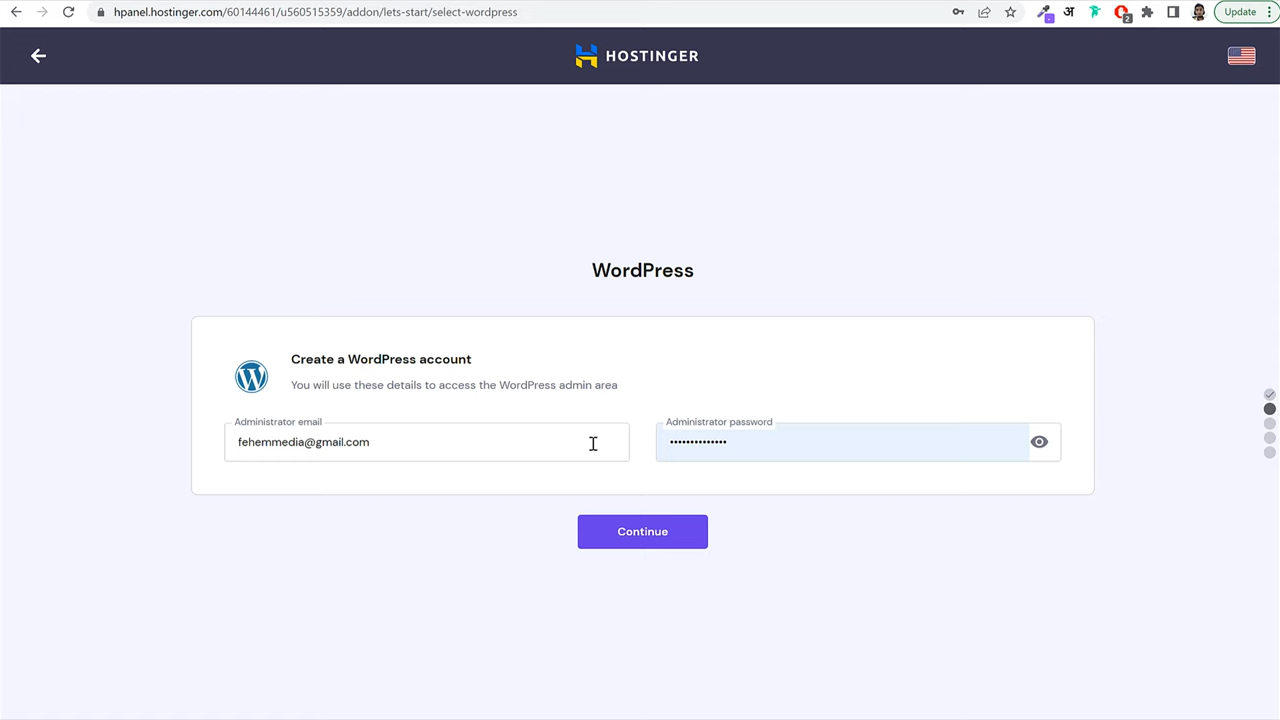 hpanel.hostinger.com/60144461/u560515359/addon/lets-start/select-wordpress
अ
2
Update
HOSTINGER
WordPress
Create a WordPress account
You will use these details to access the WordPress admin area
Administrator email
Administrator password
fehemmedia@gmail.com
••••••••••••••
Continue